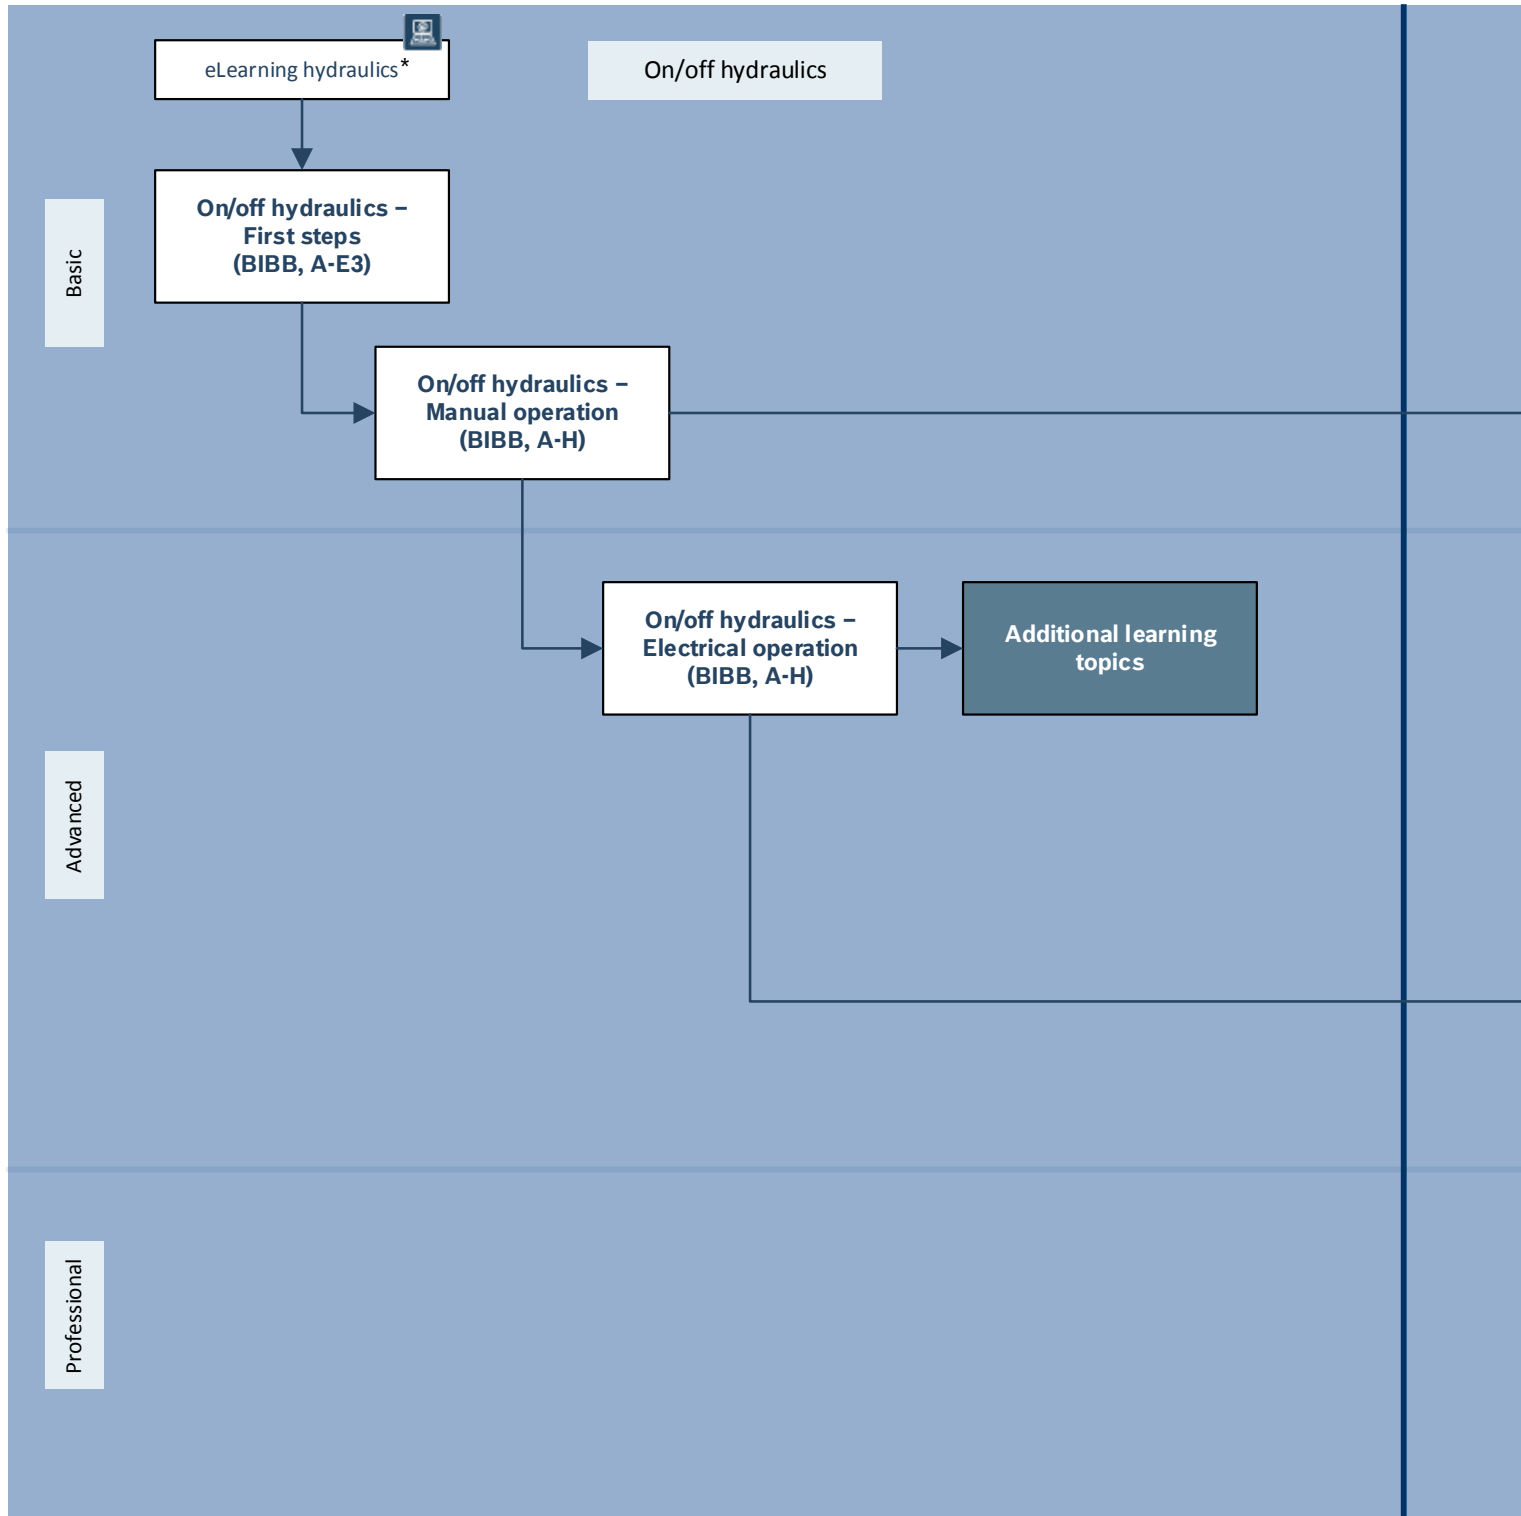 eLearning hydraulics*
On/off hydraulics
Basic
On/off hydraulics –
First steps
(BIBB, A-E3)
On/off hydraulics –
Manual operation
(BIBB, A-H)
Advanced
On/off hydraulics –
Electrical operation
(BIBB, A-H)
Additional learning
topics
Professional